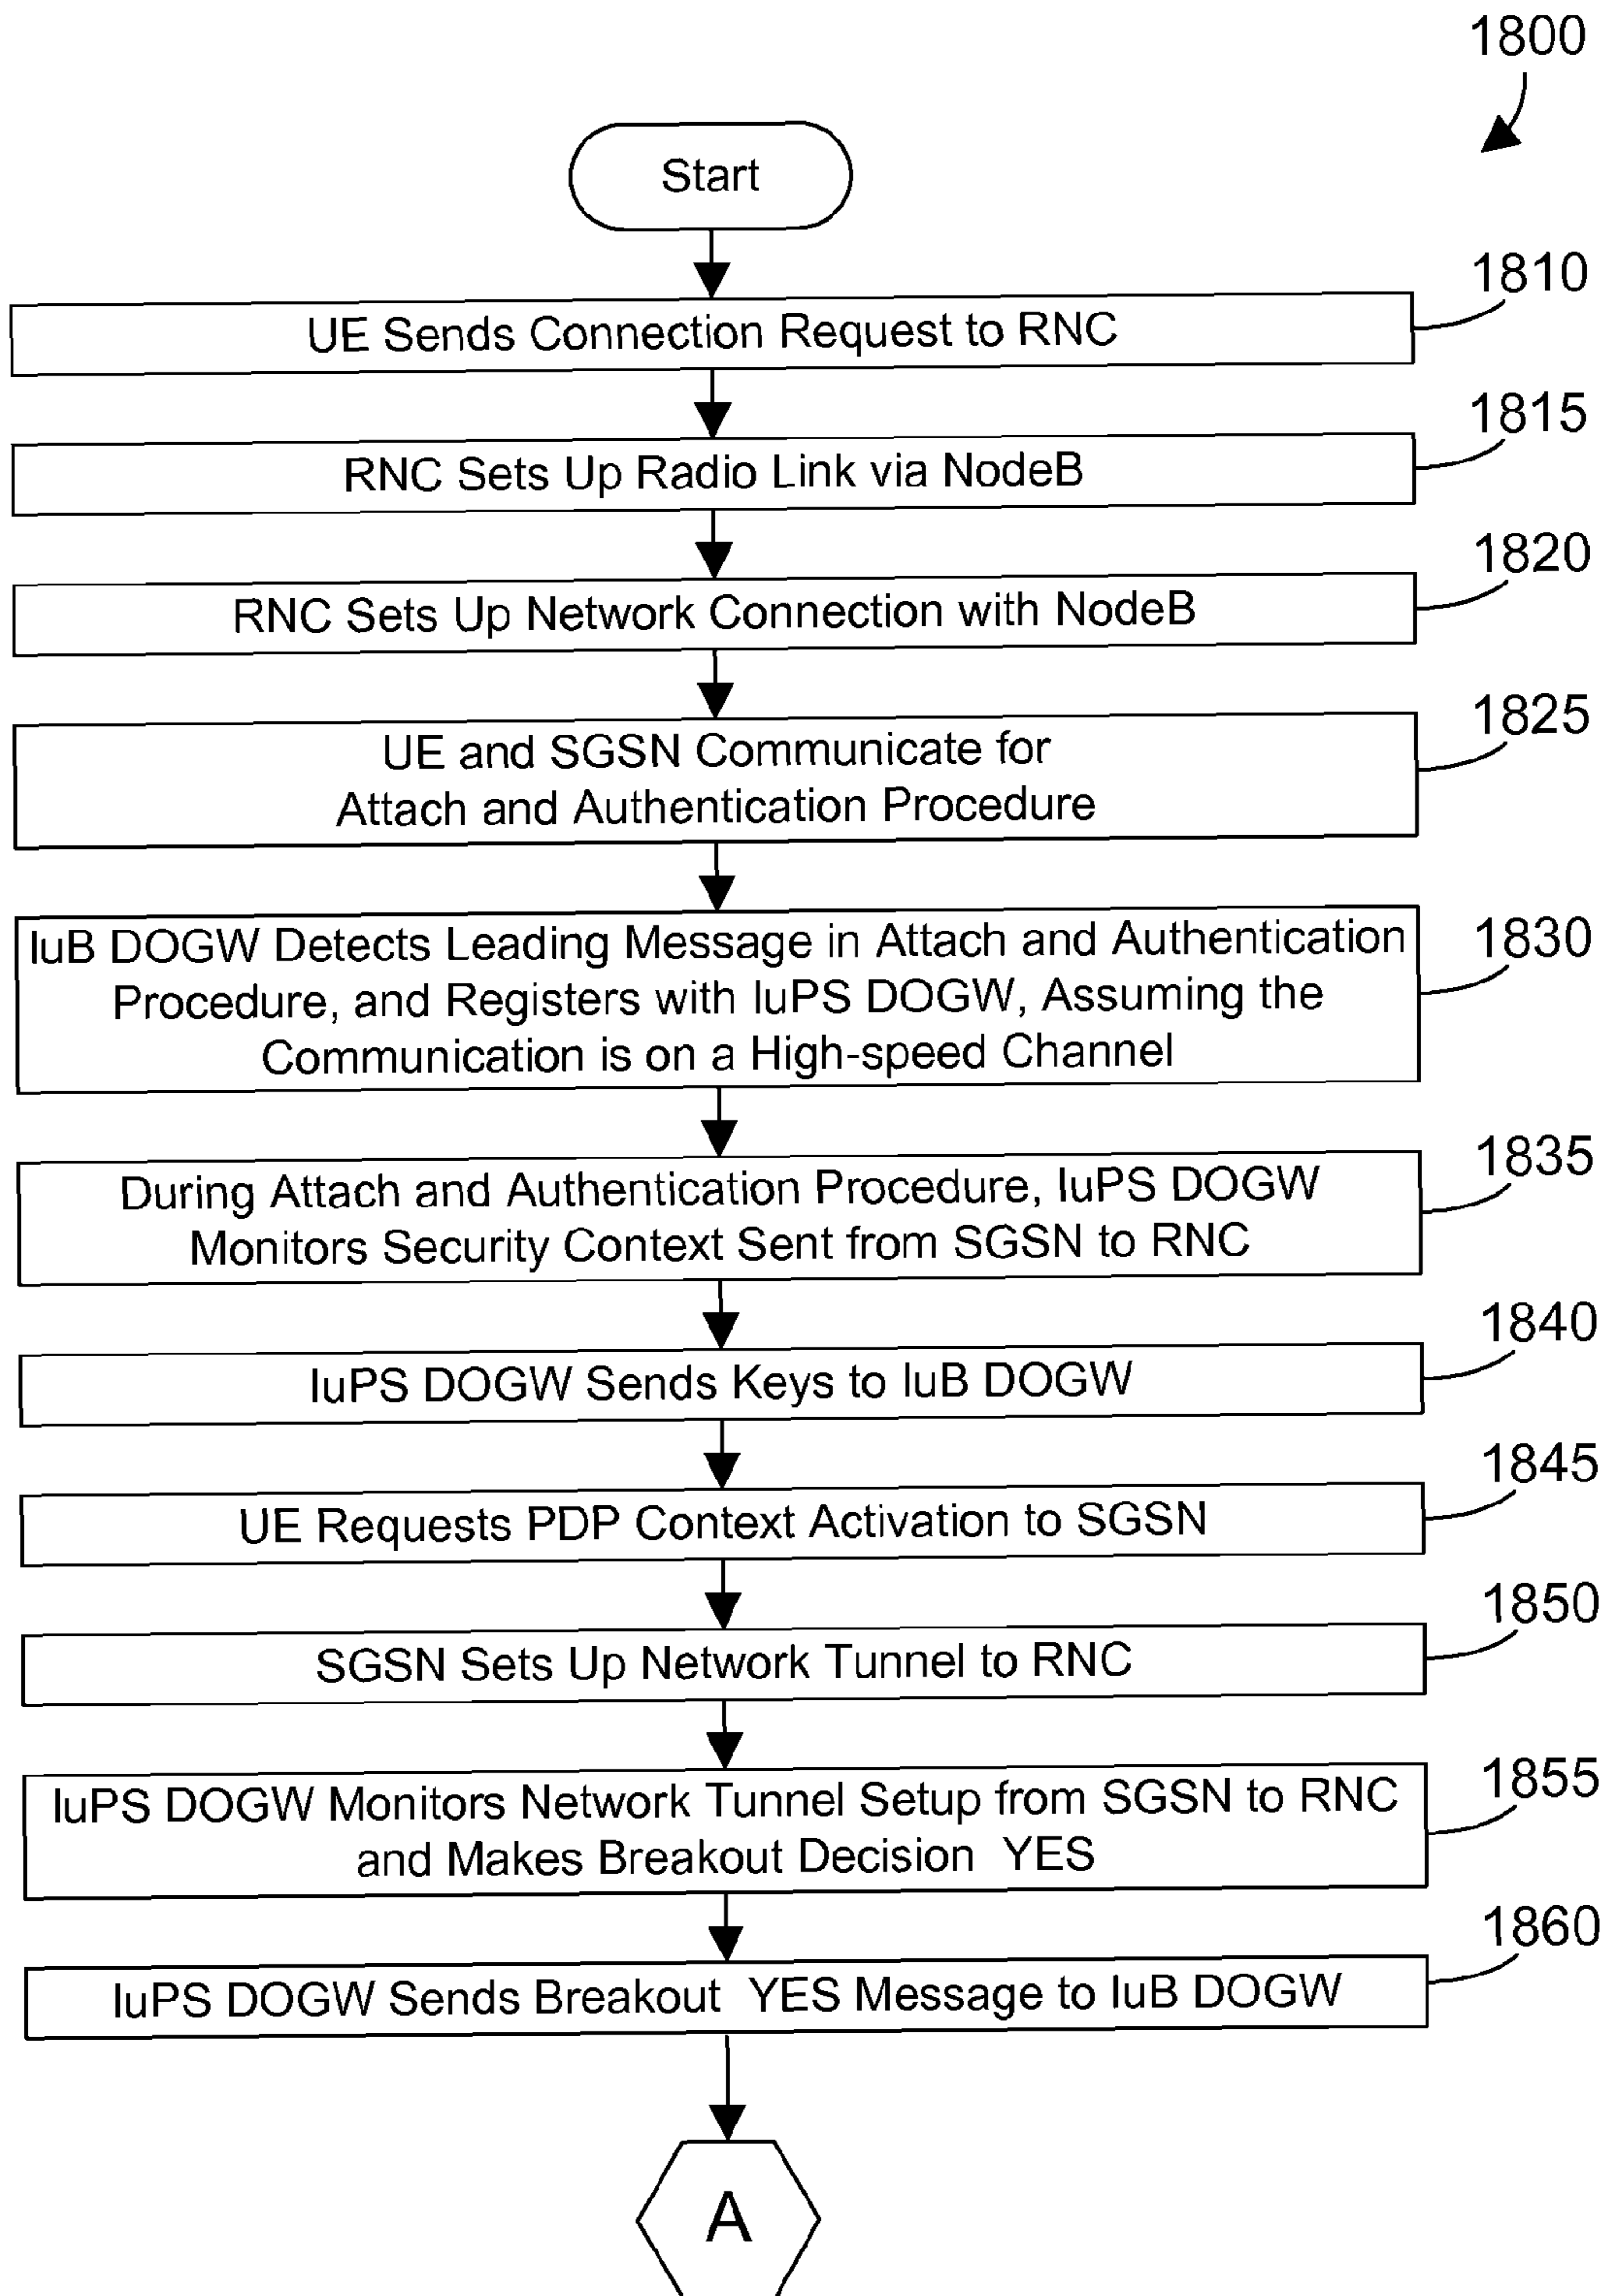 1800
Start
1810
UE Sends Connection Request to RNC
1815
RNC Sets Up Radio Link via NodeB
1820
RNC Sets Up Network Connection with NodeB
1825
UE and SGSN Communicate for
Attach and Authentication Procedure
1830
IuB DOGW Detects Leading Message in Attach and Authentication
Procedure, and Registers with IuPS DOGW, Assuming the
Communication is on a High-speed Channel
1835
During Attach and Authentication Procedure, IuPS DOGW
Monitors Security Context Sent from SGSN to RNC
1840
IuPS DOGW Sends Keys to IuB DOGW
1845
UE Requests PDP Context Activation to SGSN
1850
SGSN Sets Up Network Tunnel to RNC
1855
IuPS DOGW Monitors Network Tunnel Setup from SGSN to RNC
and Makes Breakout Decision YES
1860
IuPS DOGW Sends Breakout YES Message to IuB DOGW
A